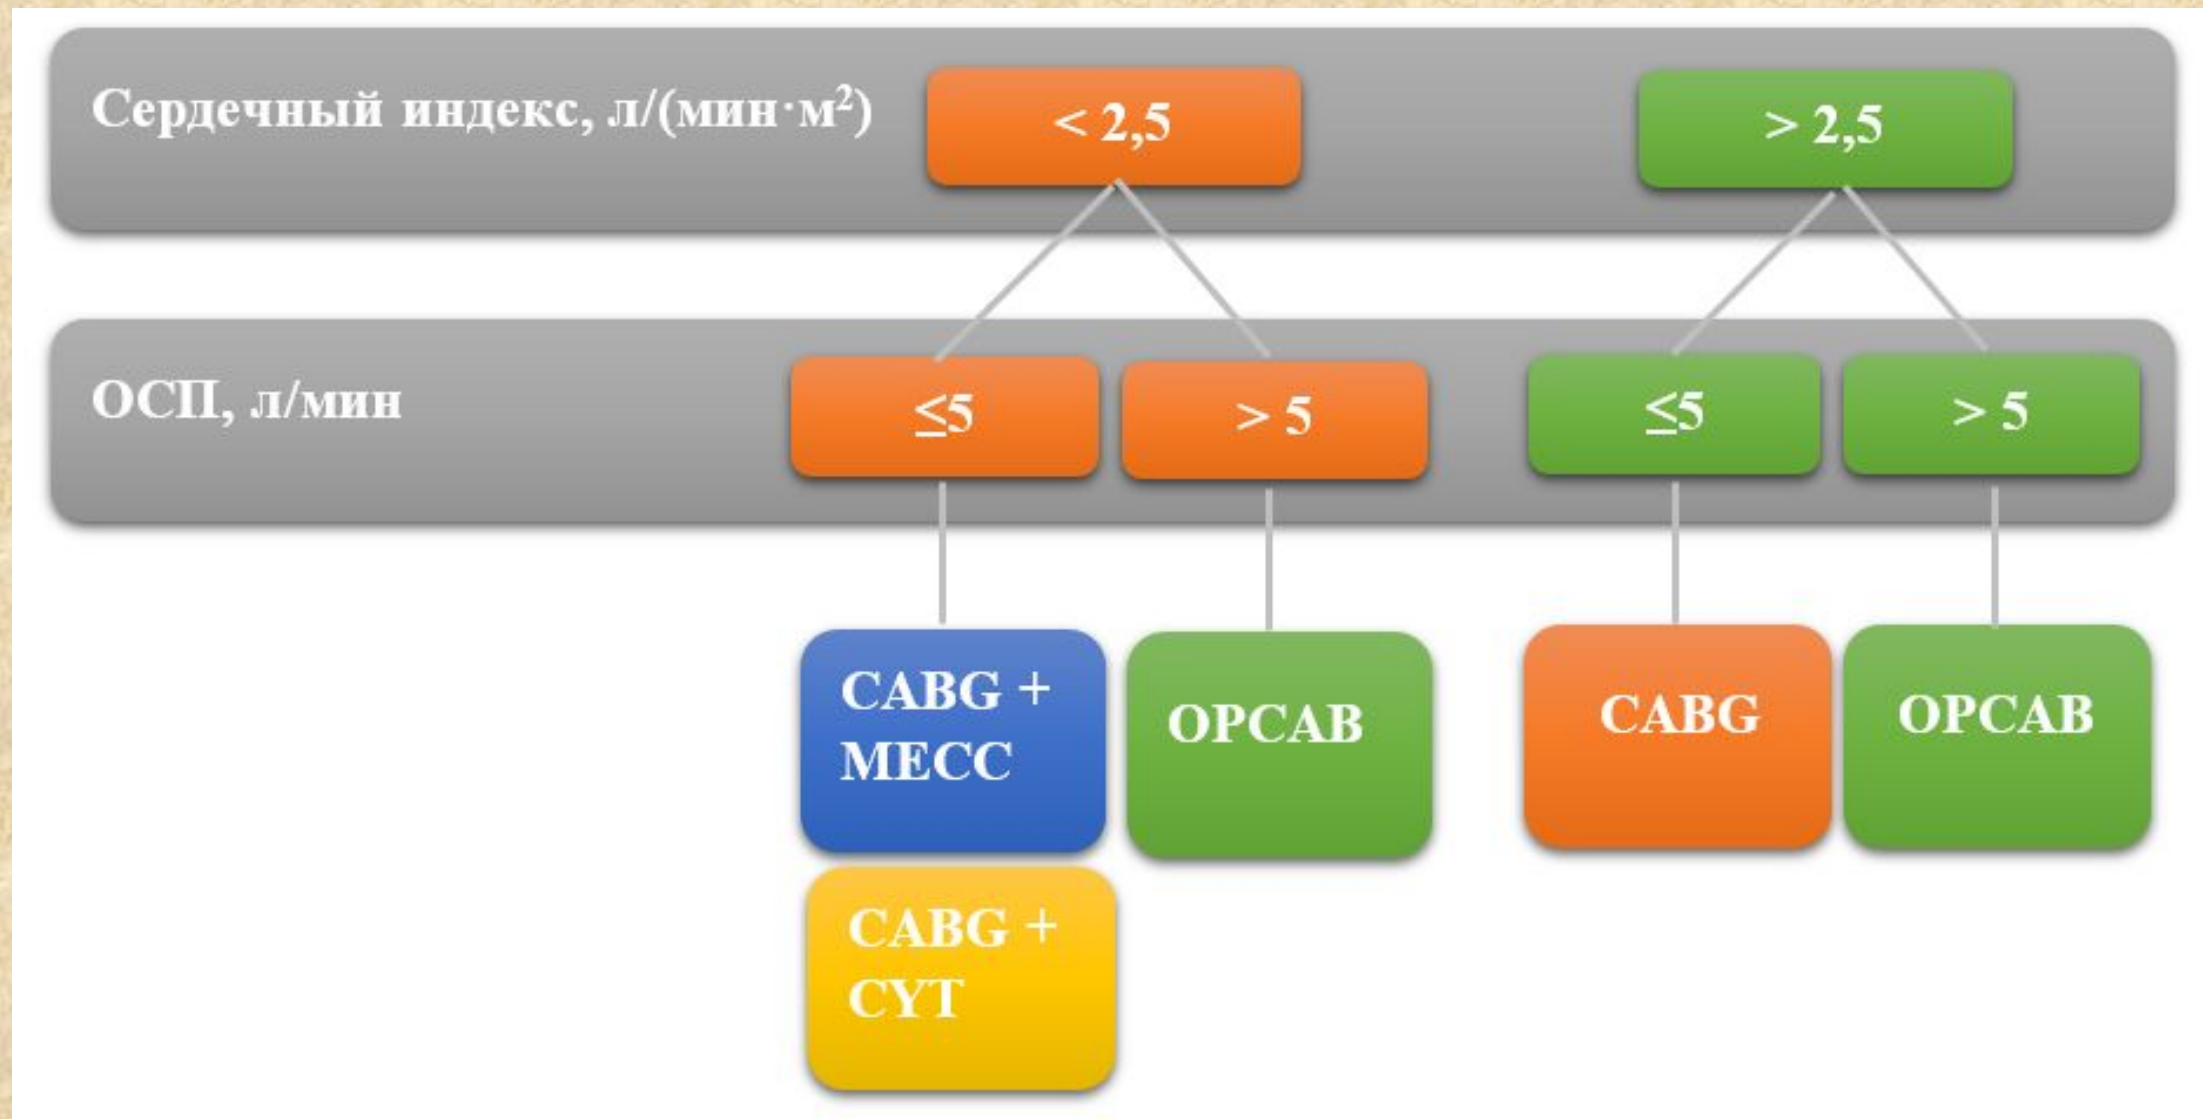 Сердечный индекс, л/(мин·м²)
< 2,5
> 2,5
ОСП, л/мин
≤5
> 5
≤5
> 5
CABG +
MECC
OPCAB
CABG
OPCAB
CABG +
CYT